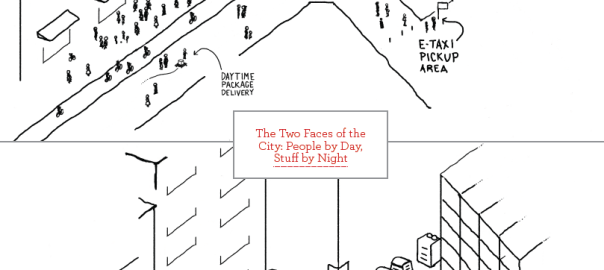 E-TAXI
PICKUP
AREA
DAYTIME
PACKAGE
DELIVERY
The Two Faces of the
City: People by Day,
Stuff by Night